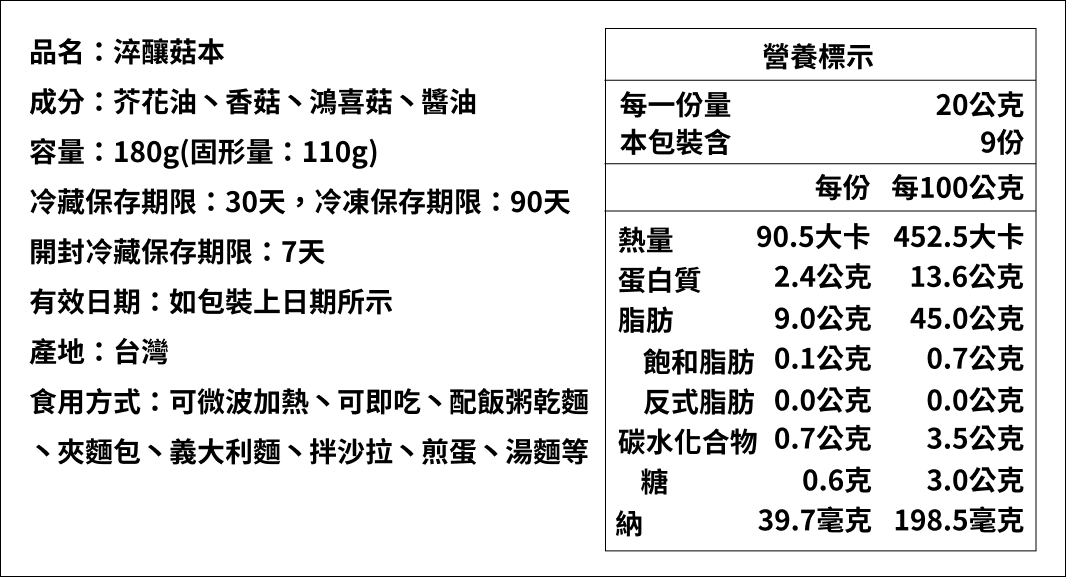 品名：淬釀菇本
成分：芥花油、香菇、鴻喜菇、醬油
容量：180g(固形量：110g)
冷藏保存期限：30天，冷凍保存期限：90天
開封冷藏保存期限：7天
有效日期：如包裝上日期所示
產地：台灣
食用方式：可微波加熱、可即吃、配飯粥乾麵
、夾麵包、義大利麵、拌沙拉、煎蛋、湯麵等
營養標示
每一份量 20公克
本包裝含 9份
每份 每100公克
熱量 90.5大卡 452.5大卡
蛋白質 2.4公克 13.6公克
脂肪 9.0公克 45.0公克
飽和脂肪 0.1公克 0.7公克
反式脂肪 0.0公克 0.0公克
碳水化合物 0.7公克 3.5公克
糖 0.6克 3.0公克
納 39.7毫克 198.5毫克